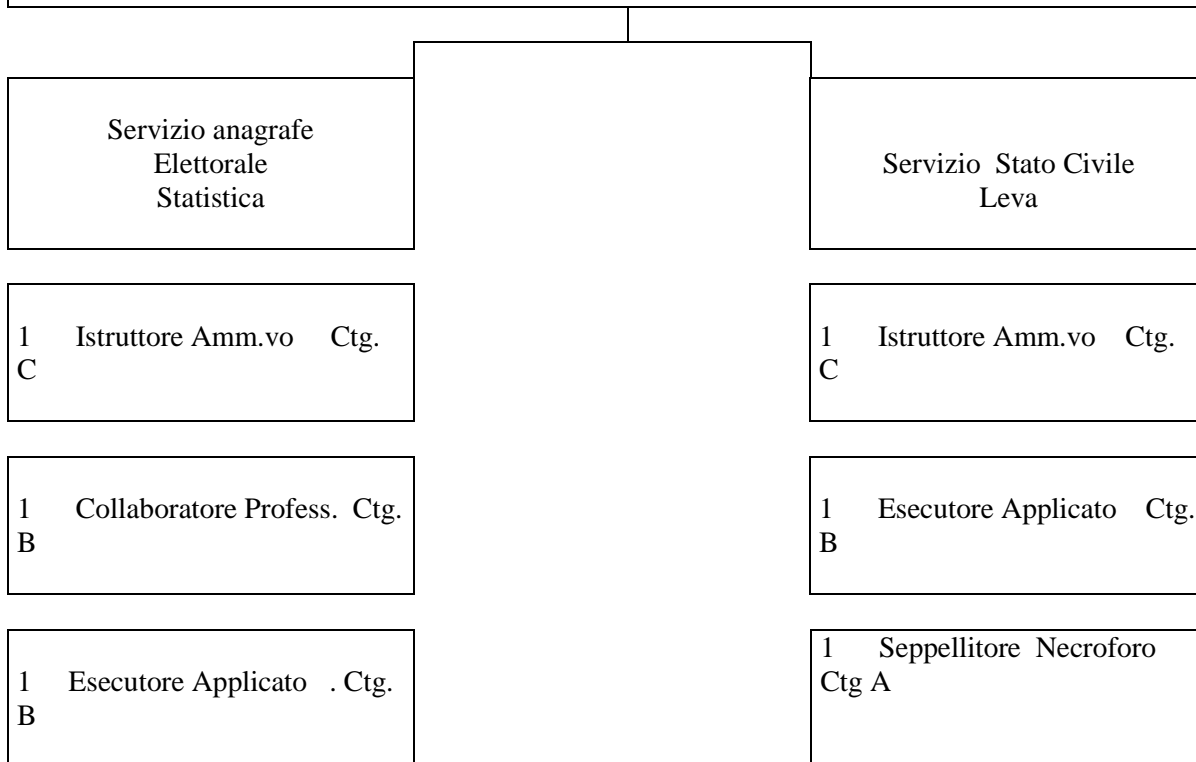 Servizio anagrafe
Elettorale
Statistica
Servizio Stato Civile
Leva
1 Istruttore Amm.vo Ctg.
C
1 Istruttore Amm.vo Ctg.
C
1 Collaboratore Profess. Ctg.
B
1 Esecutore Applicato Ctg.
B
1 Esecutore Applicato . Ctg.
B
1 Seppellitore Necroforo
Ctg A